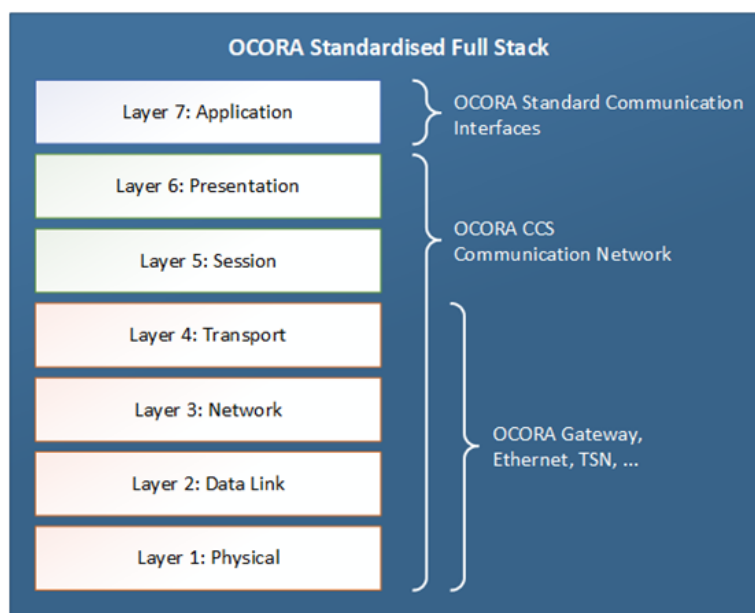 OCORA Standardised Full Stack
Layer 7: Application
OCORA Standard Communication
Interfaces
Layer 6: Presentation
OCORA CCS
Communication Network
Layer 5: Session
Layer 4: Transport
Layer 3: Network
OCORA Gateway,
Ethernet, TSN, ...
Layer 2: Data Link
Layer 1: Physical